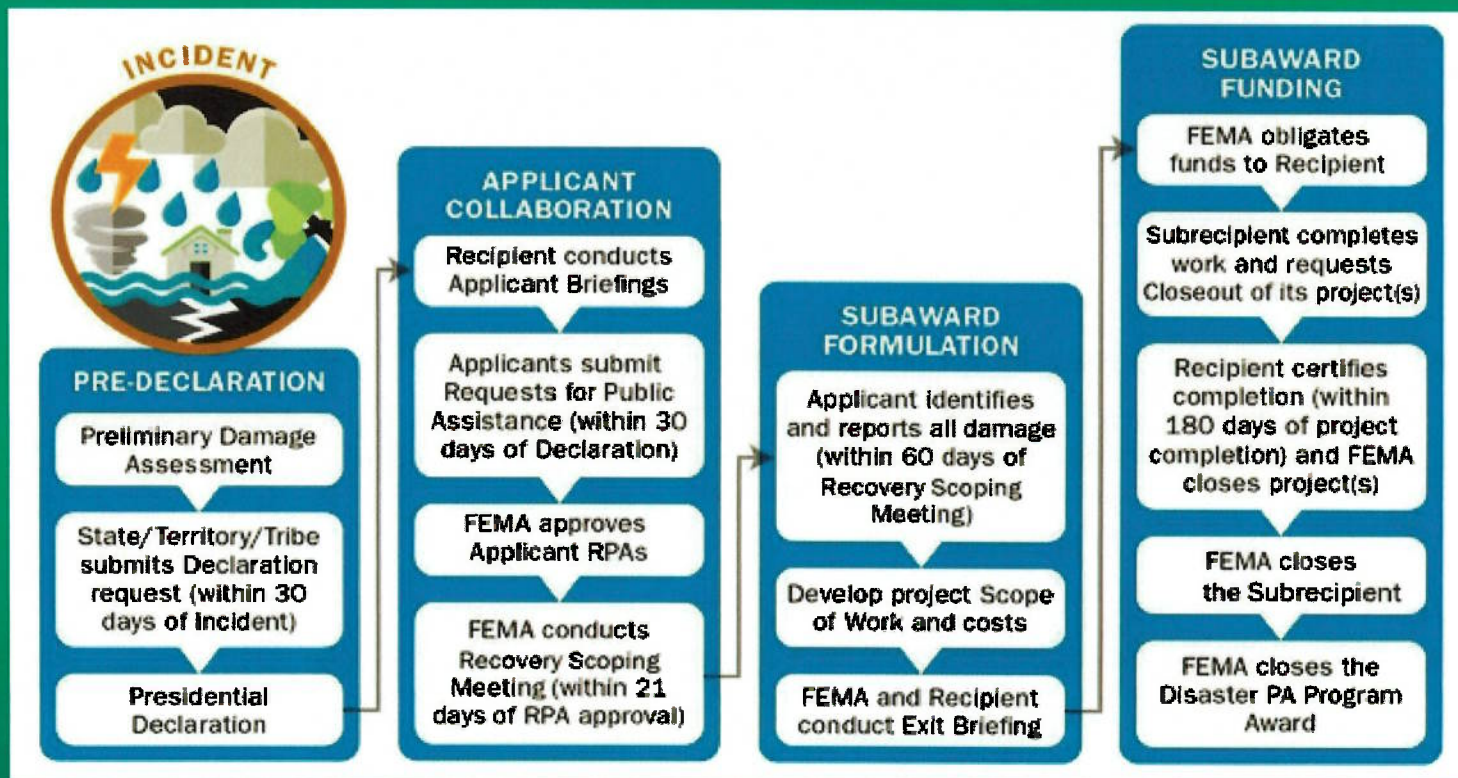 INCIDENT
PRE-DECLARATION
Preliminary Damage
Assessment
State/Territory/Tribe
submits Declaration
request (within 30
days of Incident)
Presidential
Declaration
APPLICANT
COLLABORATION
Recipient conducts
Applicant Briefings
Applicants submit
Requests for Public
Assistance (within 30
days of Declaration)
FEMA approves
Applicant RPAs
FEMA conducts
Recovery Scoping
Meeting (within 21
days of RPA approval)
SUBAWARD
FORMULATION
Applicant identifies
and reports all damage
(within 60 days of
Recovery Scoping
Meeting)
Develop project Scope
of Work and costs
FEMA and Recipient
conduct Exit Briefing
SUBAWARD
FUNDING
FEMA obligates
funds to Recipient
Subrecipient completes
work and requests
Closeout of its project(s)
Recipient certifies
completion (within
180 days of project
completion) and FEMA
closes project(s)
FEMA closes
the Subrecipient
FEMA closes the
Disaster PA Program
Award